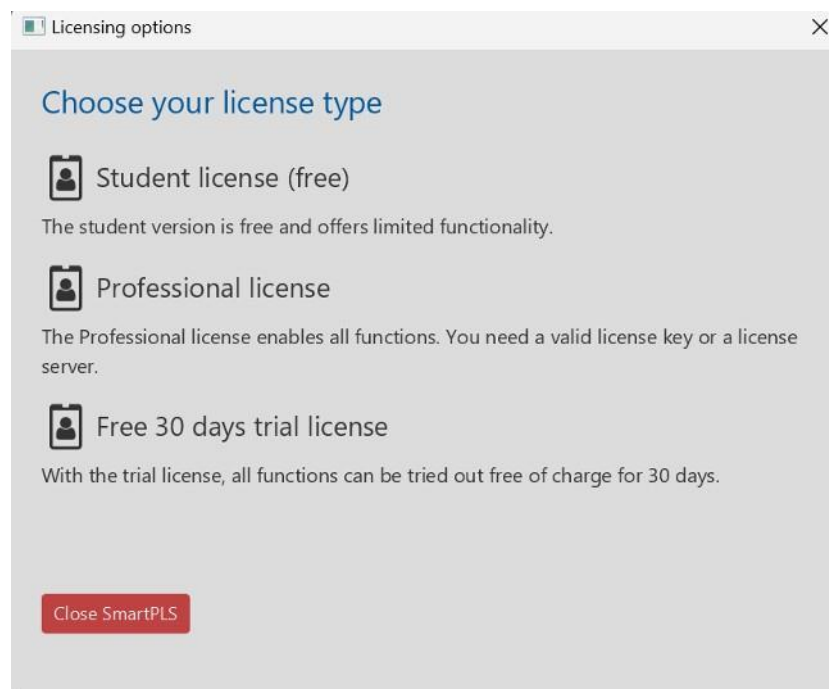 Licensing options
Choose your license type
Student license (free)
The student version is free and offers limited functionality.
Professional license
The Professional license enables all functions. You need a valid license key or a license
server.
Free 30 days trial license
With the trial license, all functions can be tried out free of charge for 30 days.
Close SmartPLS